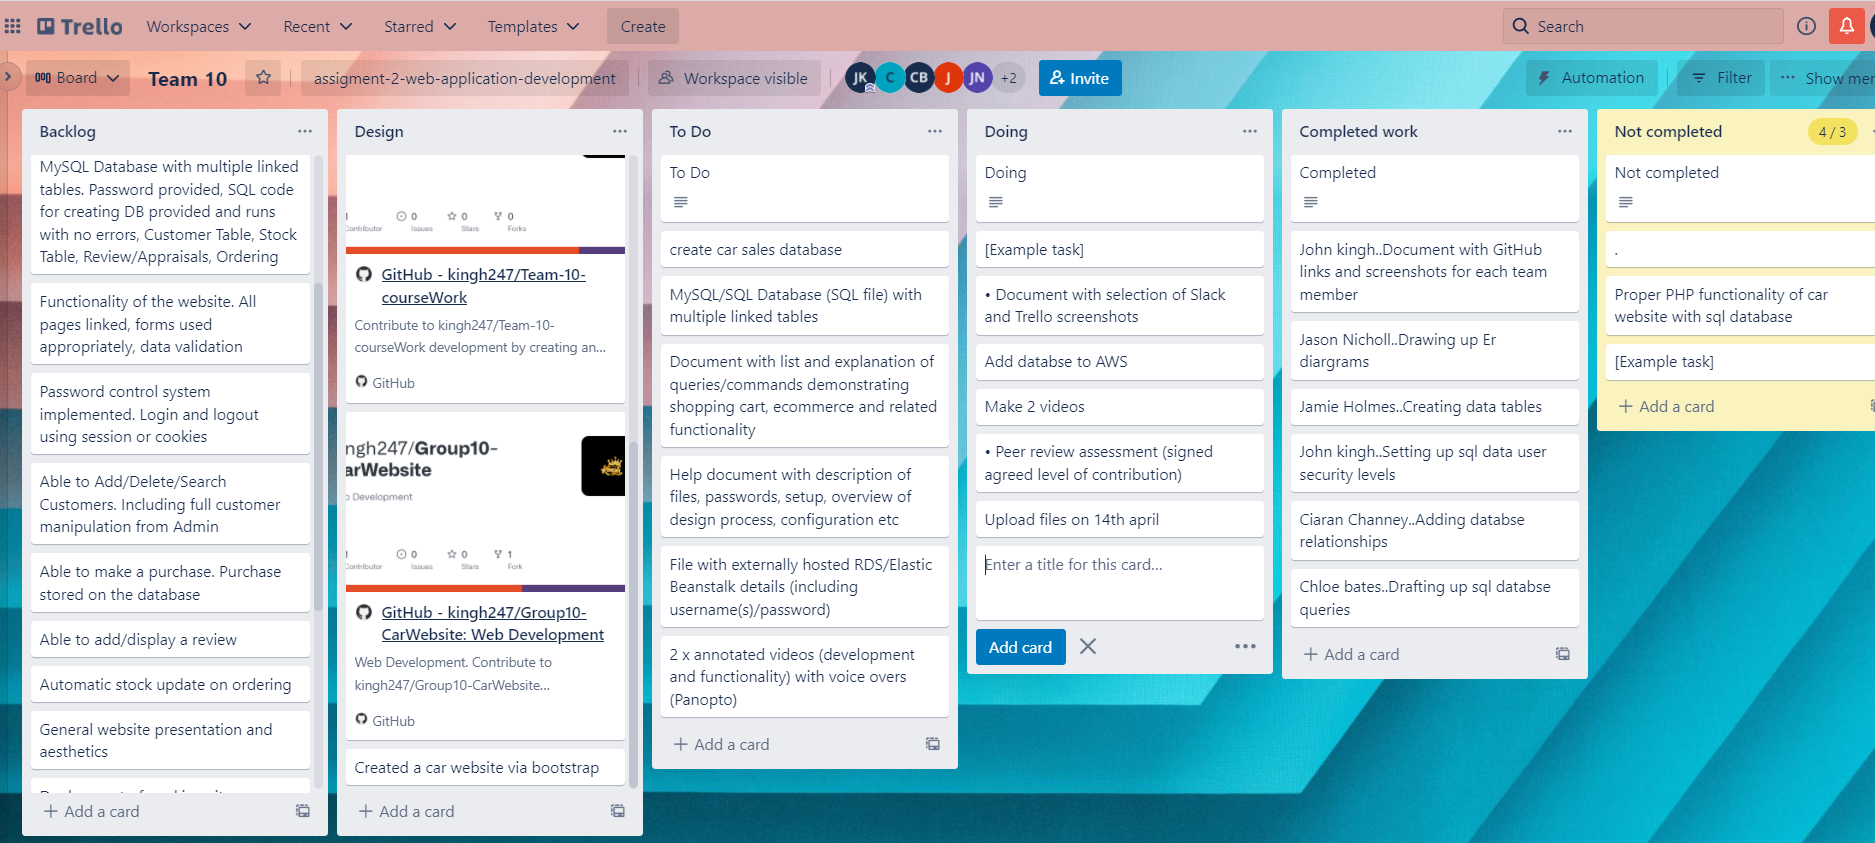 Trello
Workspaces
Recent
Starred
Templates
Create
Search
Board
Team 10
assigment-2-web-application-development
Workspace visible
JK
C
CB
J
JN
+2
Invite
Automation
Filter
Show
Backlog
MySQL Database with multiple linked
tables. Password provided, SQL code
for creating DB provided and runs
with no errors, Customer Table, Stock
Table, Review/Appraisals, Ordering
Functionality of the website. All
pages linked, forms used
appropriately, data validation
Password control system
implemented. Login and logout
using session or cookies
Able to Add/Delete/Search
Customers. Including full customer
manipulation from Admin
Able to make a purchase. Purchase
stored on the database
Able to add/display a review
Automatic stock update on ordering
General website presentation and
aesthetics
+ Add a card
Design
0 0 0
Issues Stars Forks
GitHub - kingh247/Team-10-
courseWork
Contribute to kingh247/Team-10-
courseWork development by creating an...
GitHub
ngh247/Group10-
arWebsite
Development
0 0 1
Issues Stars Forks
GitHub - kingh247/Group10-
CarWebsite: Web Development
Web Development. Contribute to
kingh247/Group10-CarWebsite...
GitHub
Created a car website via bootstrap
+ Add a card
To Do
To Do
create car sales database
MySQL/SQL Database (SQL file) with
multiple linked tables
Document with list and explanation of
queries/commands demonstrating
shopping cart, ecommerce and related
functionality
Help document with description of
files, passwords, setup, overview of
design process, configuration etc
File with externally hosted RDS/Elastic
Beanstalk details (including
username(s)/password)
2 x annotated videos (development
and functionality) with voice overs
(Panopto)
+ Add a card
Doing
Doing
[Example task]
• Document with selection of Slack
and Trello screenshots
Add databse to AWS
Make 2 videos
• Peer review assessment (signed
agreed level of contribution)
Upload files on 14th april
Enter a title for this card...
Add card
Completed work
Completed
John kingh..Document with GitHub
links and screenshots for each team
member
Jason Nicholl..Drawing up Er
diargrams
Jamie Holmes..Creating data tables
John kingh..Setting up sql data user
security levels
Ciaran Channey..Adding databse
relationships
Chloe bates..Drafting up sql databse
queries
+ Add a card
Not completed
4 / 3
Not completed
.
Proper PHP functionality of car
website with sql database
[Example task]
+ Add a card